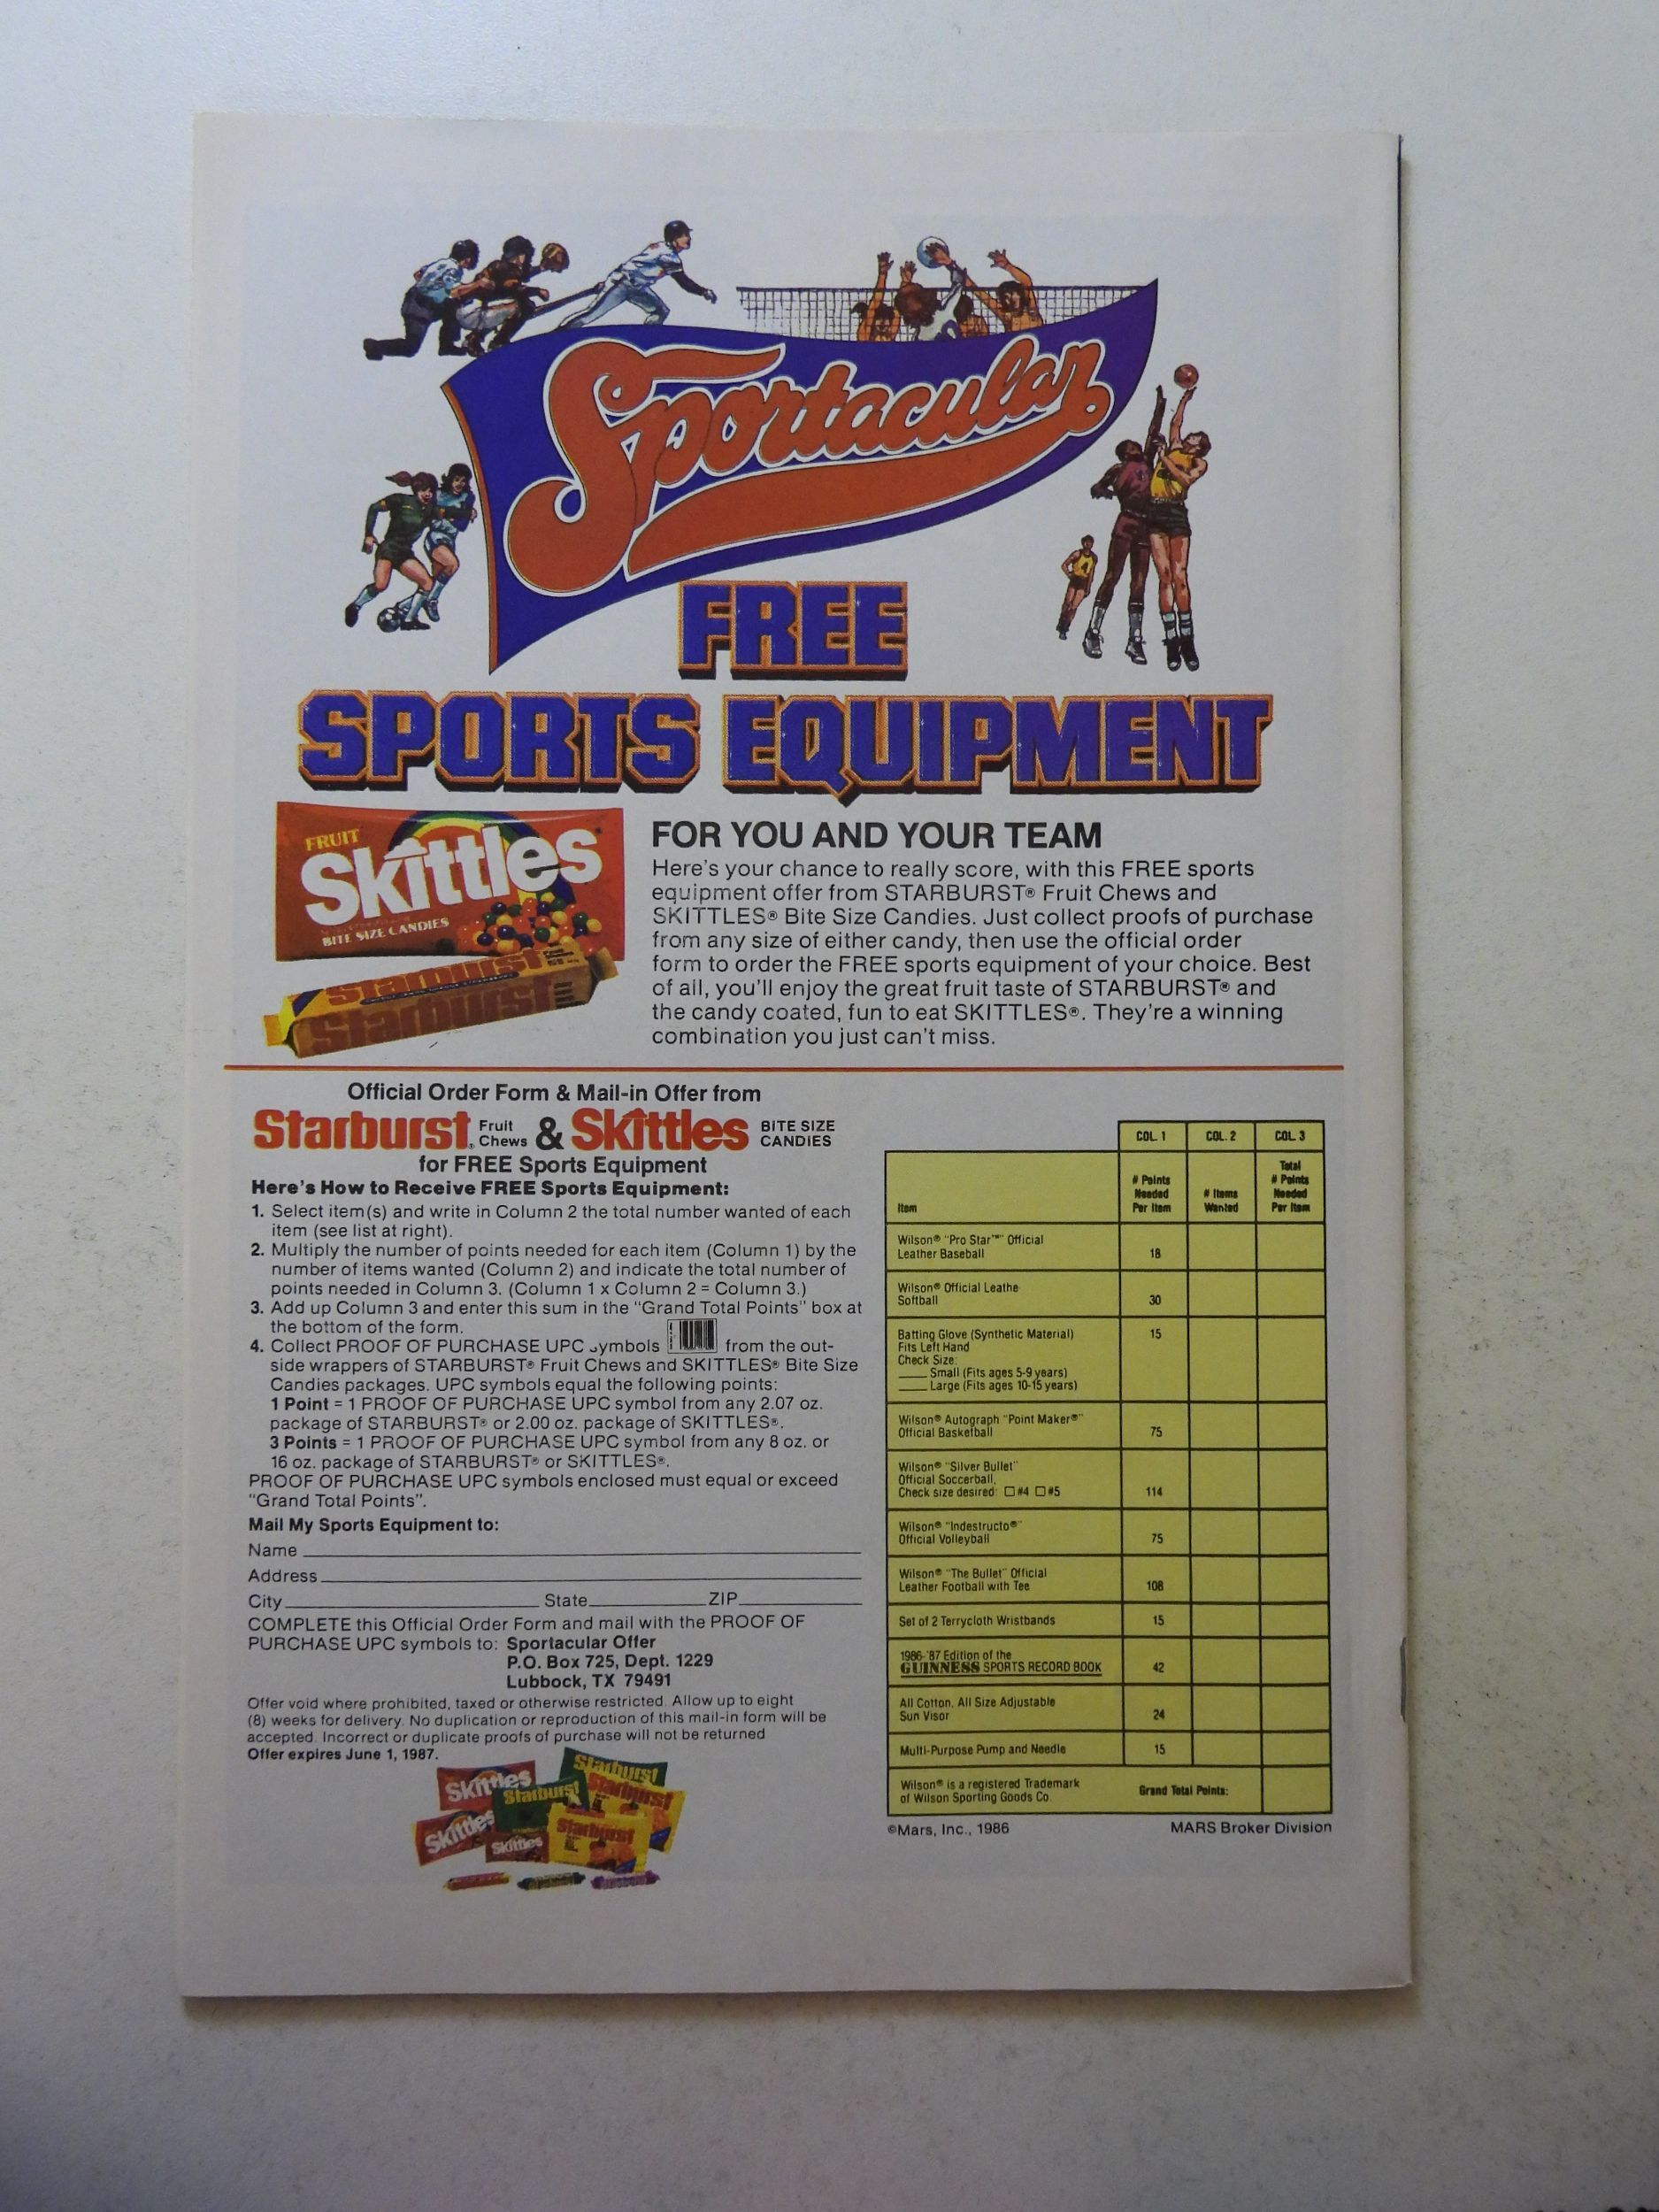 Sportacular
FREE
SPORTS EQUIPMENT
FRUIT
Skittles®
BITE SIZE CANDIES
Starburst
Starburst
FOR YOU AND YOUR TEAM
Here's your chance to really score, with this FREE sports
equipment offer from STARBURST® Fruit Chews and
SKITTLES® Bite Size Candies. Just collect proofs of purchase
from any size of either candy, then use the official order
form to order the FREE sports equipment of your choice. Best
of all, you'll enjoy the great fruit taste of STARBURST® and
the candy coated, fun to eat SKITTLES®. They're a winning
combination you just can't miss.
Official Order Form & Mail-in Offer from
Starburst® Fruit Chews & Skittles BITE SIZE CANDIES
for FREE Sports Equipment
Here's How to Receive FREE Sports Equipment:
1. Select item(s) and write in Column 2 the total number wanted of each
item (see list at right).
2. Multiply the number of points needed for each item (Column 1) by the
number of items wanted (Column 2) and indicate the total number of
points needed in Column 3. (Column 1 x Column 2 = Column 3.)
3. Add up Column 3 and enter this sum in the "Grand Total Points" box at
the bottom of the form.
4. Collect PROOF OF PURCHASE UPC symbols from the out-
side wrappers of STARBURST® Fruit Chews and SKITTLES® Bite Size
Candies packages. UPC symbols equal the following points:
1 Point = 1 PROOF OF PURCHASE UPC symbol from any 2.07 oz.
package of STARBURST® or 2.00 oz. package of SKITTLES®.
3 Points = 1 PROOF OF PURCHASE UPC symbol from any 8 oz. or
16 oz. package of STARBURST® or SKITTLES®.
PROOF OF PURCHASE UPC symbols enclosed must equal or exceed
"Grand Total Points".
Mail My Sports Equipment to:
Name
Address
City State ZIP
COMPLETE this Official Order Form and mail with the PROOF OF
PURCHASE UPC symbols to: Sportacular Offer
P.O. Box 725, Dept. 1229
Lubbock, TX 79491
Offer void where prohibited, taxed or otherwise restricted. Allow up to eight
(8) weeks for delivery. No duplication or reproduction of this mail-in form will be
accepted. Incorrect or duplicate proofs of purchase will not be returned
Offer expires June 1, 1987.
Skittles
Starburst
Starburst
Starburst
Skittles
Skittles
Starburst
COL. 1 COL. 2 COL. 3
Item
# Points
Needed
Per Item
# Items
Wanted
Total
# Points
Needed
Per Item
Wilson® "Pro Star™" Official
Leather Baseball 18
Wilson® Official Leathe
Softball 30
Batting Glove (Synthetic Material) 15
Fits Left Hand
Check Size:
Small (Fits ages 5-9 years)
Large (Fits ages 10-15 years)
Wilson® Autograph "Point Maker®"
Official Basketball 75
Wilson® "Silver Bullet"
Official Soccerball,
Check size desired: □ #4 □ #5 114
Wilson® "Indestructo®"
Official Volleyball 75
Wilson® "The Bullet" Official
Leather Football with Tee 108
Set of 2 Terrycloth Wristbands 15
1986-'87 Edition of the
GUINNESS SPORTS RECORD BOOK 42
All Cotton, All Size Adjustable
Sun Visor 24
Multi-Purpose Pump and Needle 15
Wilson® is a registered Trademark
of Wilson Sporting Goods Co. Grand Total Points:
©Mars, Inc., 1986 MARS Broker Division